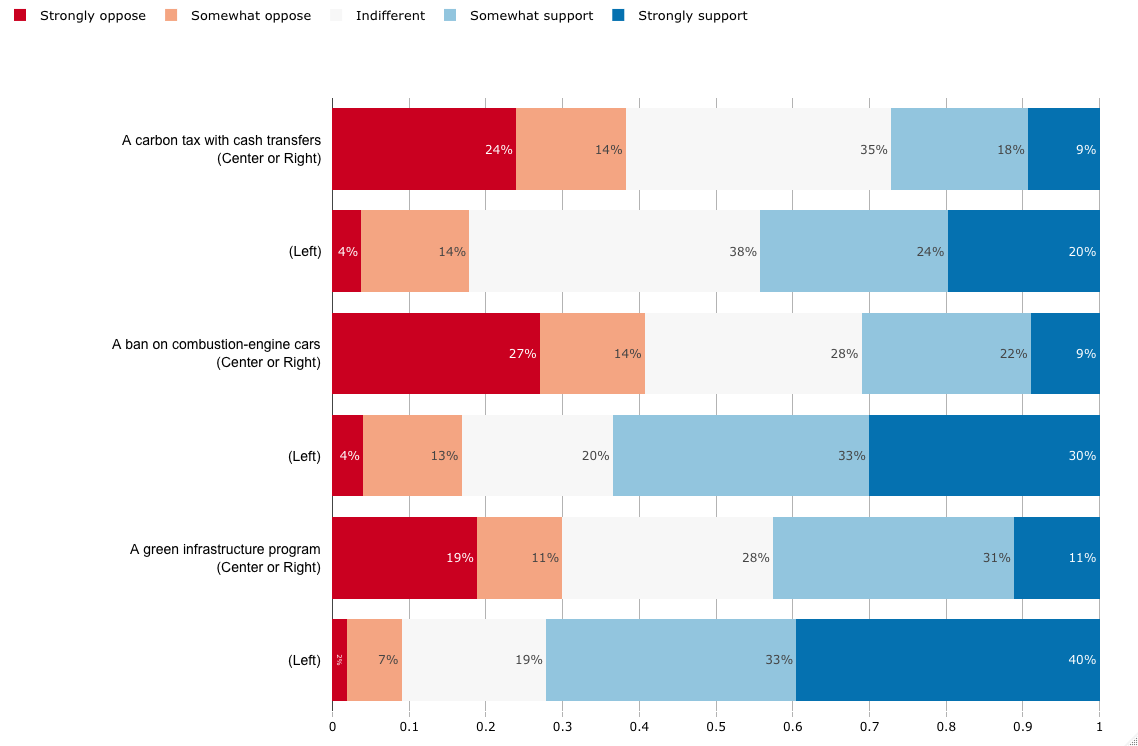 Strongly oppose Somewhat oppose Indifferent Somewhat support Strongly support
A carbon tax with cash transfers
(Center or Right)
24% 14% 35% 18% 9%
(Left)
4% 14% 38% 24% 20%
A ban on combustion-engine cars
(Center or Right)
27% 14% 28% 22% 9%
(Left)
4% 13% 20% 33% 30%
A green infrastructure program
(Center or Right)
19% 11% 28% 31% 11%
(Left)
2% 7% 19% 33% 40%
0 0.1 0.2 0.3 0.4 0.5 0.6 0.7 0.8 0.9 1